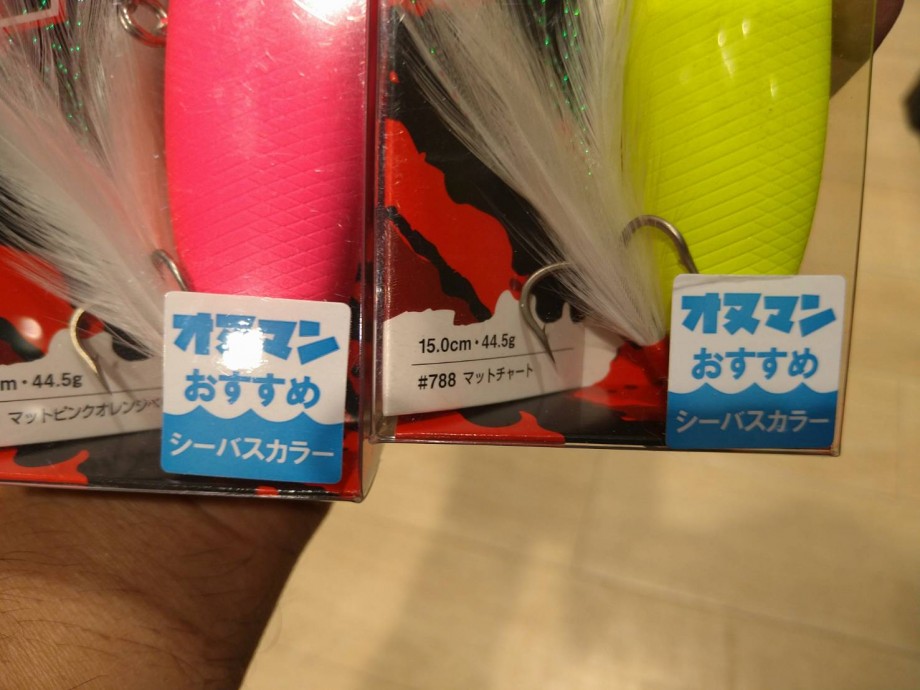 m・44.5g
マットピンクオレンジベ
オヌマン
おすすめ
シーバスカラー
15.0cm・44.5g
#788 マットチャート
オヌマン
おすすめ
シーバスカラー